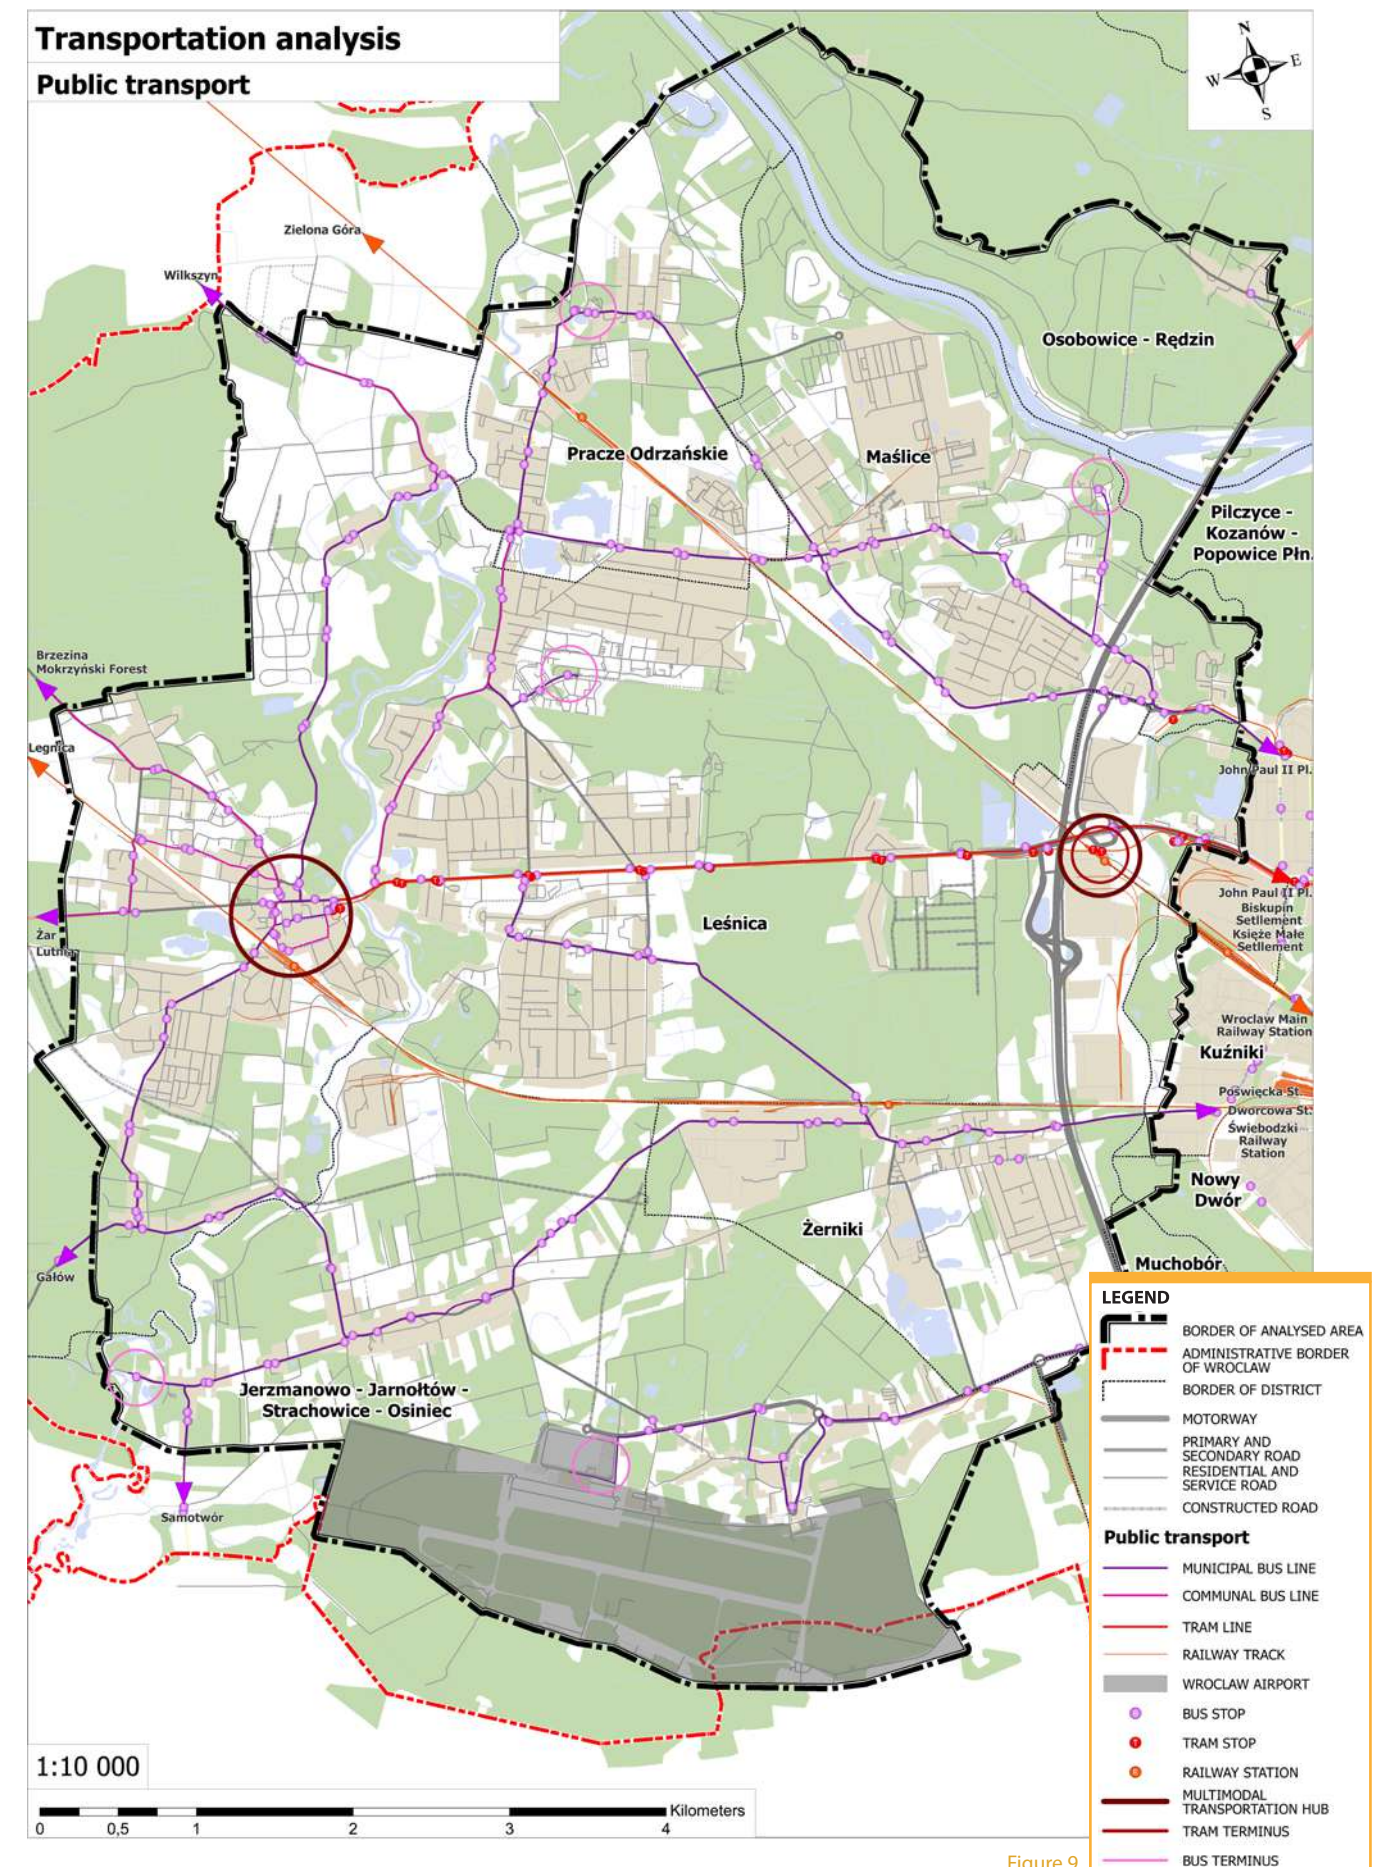 Transportation analysis
Public transport
N
W
E
S
Zielona Góra
Wilkszyn
Osobowice - Rędzin
Pracze Odrzańskie
Maślice
Pilczyce -
Kozanów -
Popowice Płn.
Brzezina
Mokrzyński Forest
Legnica
John Paul II Pl.
John Paul II Pl.
Biskupin
Setllement
Księże Małe
Setllement
Leśnica
Żar
Lutnia
Wroclaw Main
Railway Station
Kuźniki
Poświęcka St.
Dworcowa St.
Świebodzki
Railway
Station
Nowy
Dwór
Żerniki
Muchobór
Gałów
Jerzmanowo - Jarnołtów -
Strachowice - Osiniec
Samotwór
LEGEND
BORDER OF ANALYSED AREA
ADMINISTRATIVE BORDER
OF WROCLAW
BORDER OF DISTRICT
MOTORWAY
PRIMARY AND
SECONDARY ROAD
RESIDENTIAL AND
SERVICE ROAD
CONSTRUCTED ROAD
Public transport
MUNICIPAL BUS LINE
COMMUNAL BUS LINE
TRAM LINE
RAILWAY TRACK
WROCLAW AIRPORT
BUS STOP
TRAM STOP
RAILWAY STATION
MULTIMODAL
TRANSPORTATION HUB
TRAM TERMINUS
BUS TERMINUS
1:10 000
Kilometers
0 0,5 1 2 3 4
Figure 9